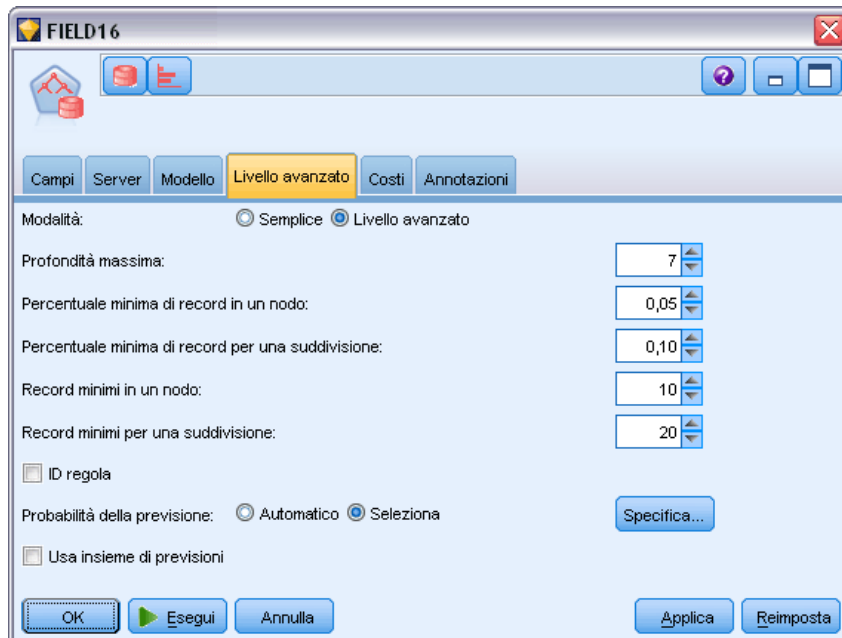 FIELD16
Campi Server Modello Livello avanzato Costi Annotazioni
Modalità: Semplice Livello avanzato
Profondità massima: 7
Percentuale minima di record in un nodo: 0,05
Percentuale minima di record per una suddivisione: 0,10
Record minimi in un nodo: 10
Record minimi per una suddivisione: 20
ID regola
Probabilità della previsione: Automatico Seleziona Specifica...
Usa insieme di previsioni
OK Esegui Annulla Applica Reimposta